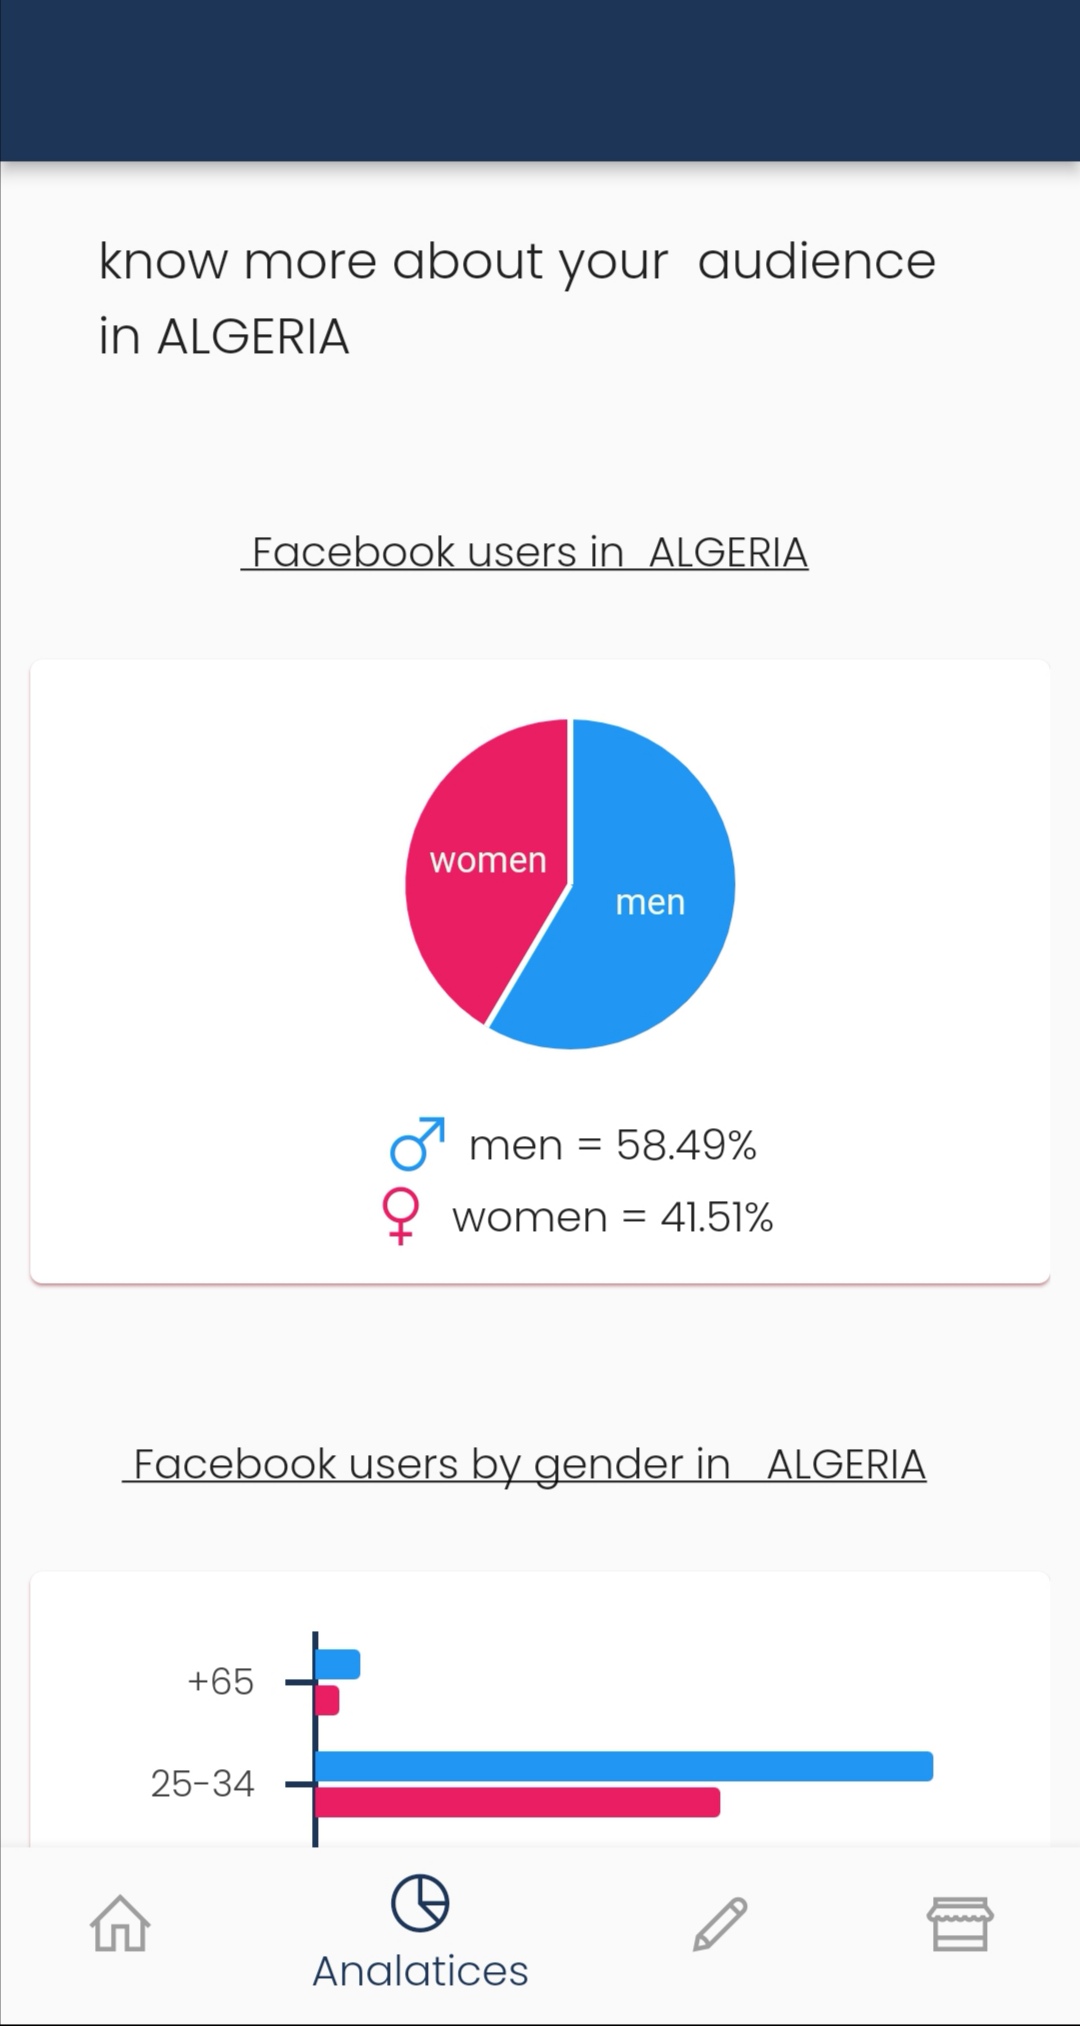 know more about your  audience
in ALGERIA
Facebook users in  ALGERIA
women
men
men = 58.49%
women = 41.51%
Facebook users by gender in   ALGERIA
+65
25-34
Analatices